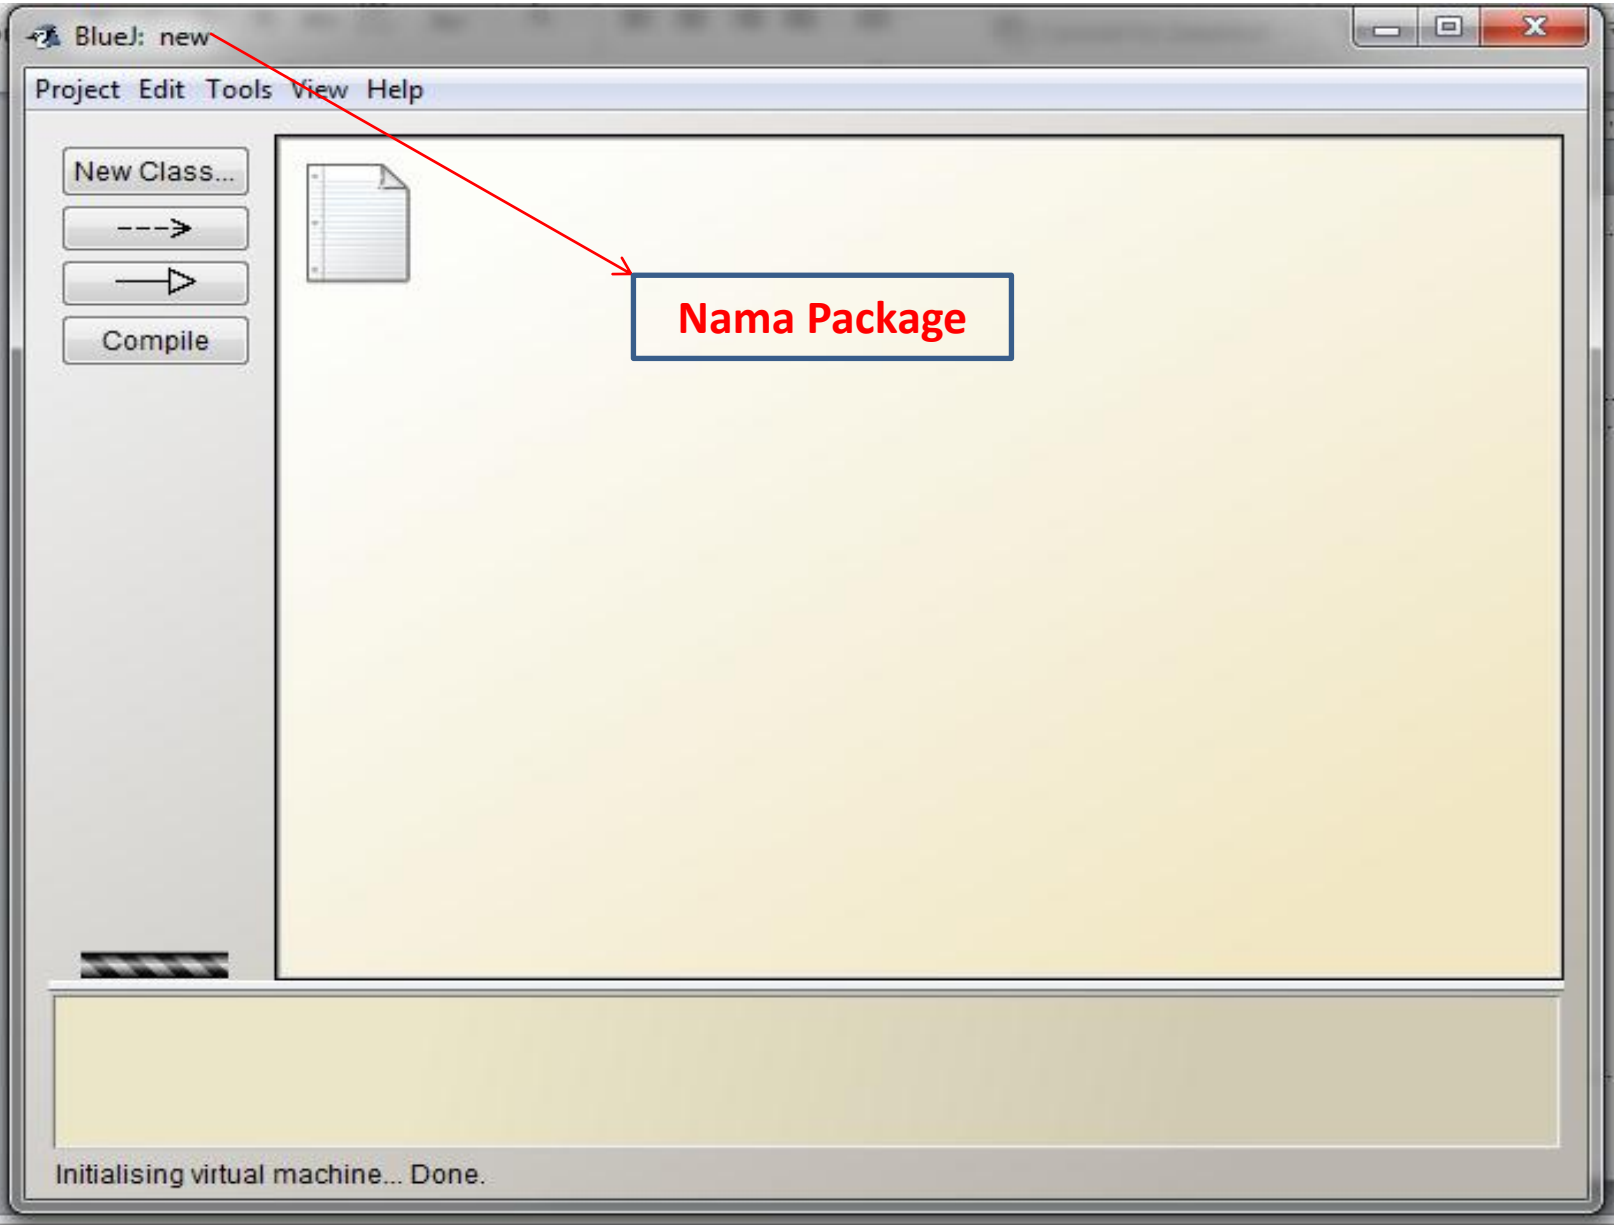 BlueJ: new
Project Edit Tools View Help
New Class...
Compile
Nama Package
Initialising virtual machine... Done.